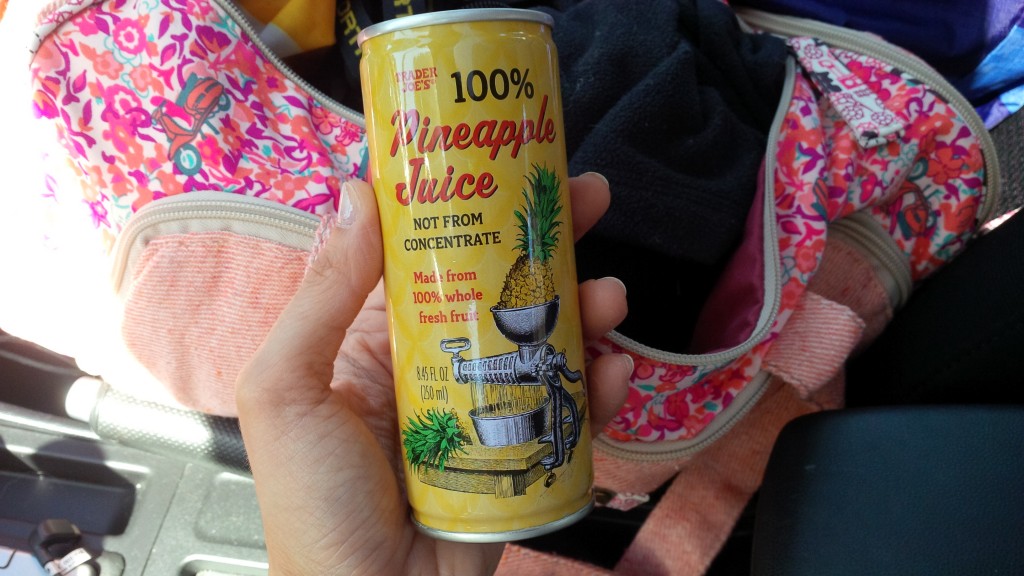 TRADER
JOE'S
100%
Pineapple
Juice
NOT FROM
CONCENTRATE
Made from
100% whole
fresh fruit
8.45 FL OZ
(250 ml)